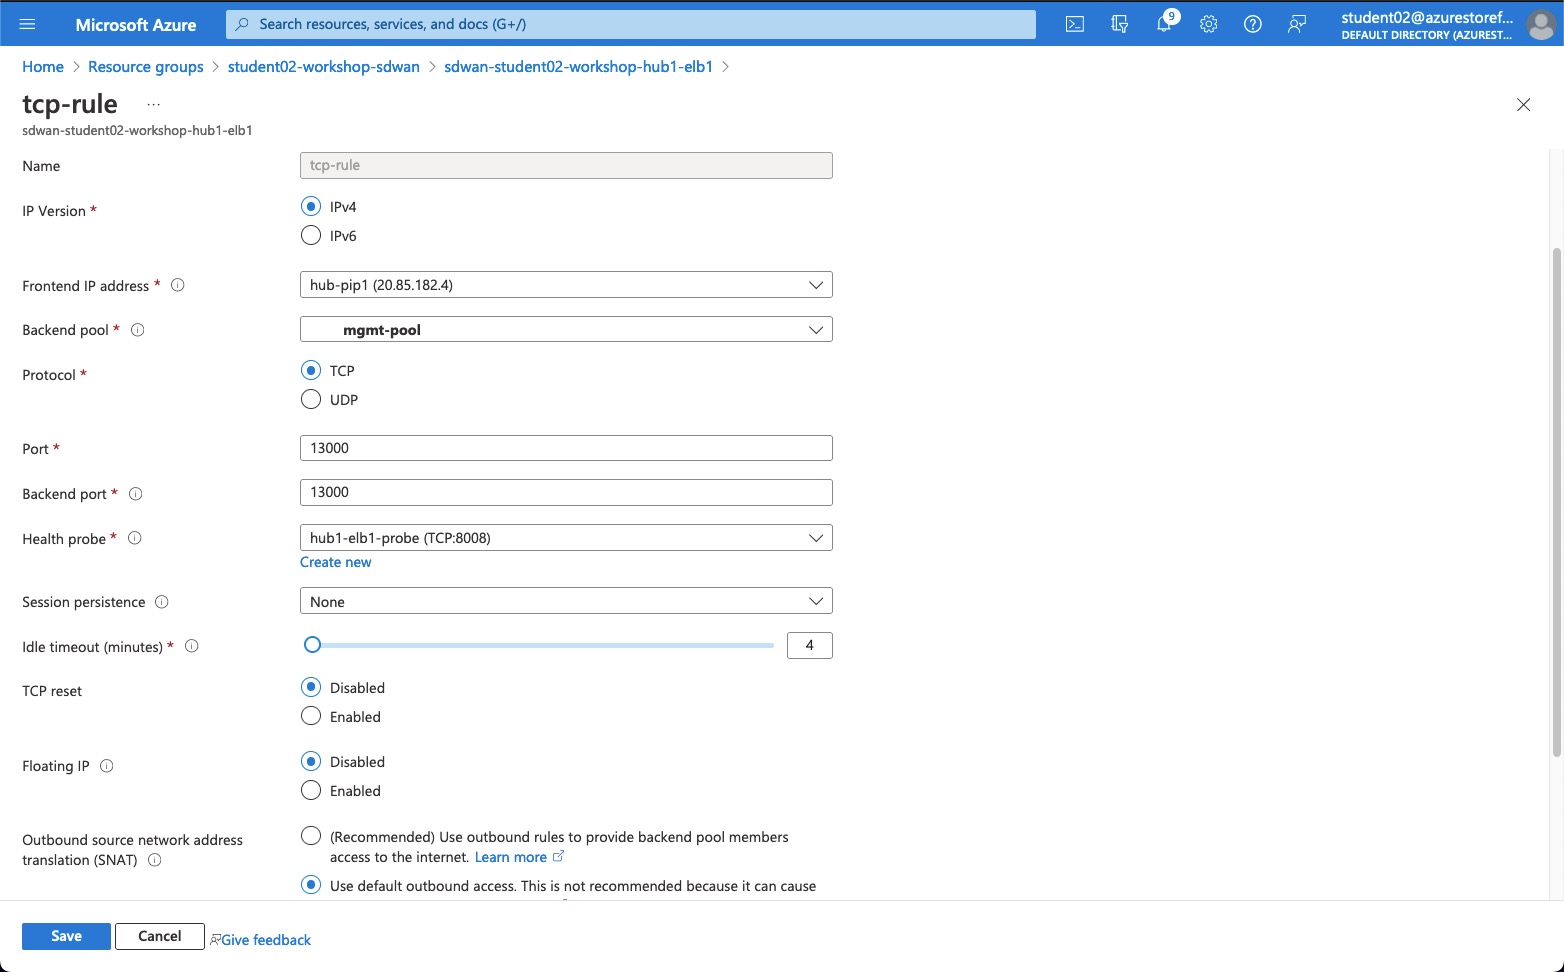 Microsoft Azure
Search resources, services, and docs (G+/)
9
student02@azurestoref...
DEFAULT DIRECTORY (AZUREST...
Home > Resource groups > student02-workshop-sdwan > sdwan-student02-workshop-hub1-elb1 >
tcp-rule ...
sdwan-student02-workshop-hub1-elb1
Name
tcp-rule
IP Version *
IPv4
IPv6
Frontend IP address *
hub-pip1 (20.85.182.4)
Backend pool *
mgmt-pool
Protocol *
TCP
UDP
Port *
13000
Backend port *
13000
Health probe *
hub1-elb1-probe (TCP:8008)
Create new
Session persistence
None
Idle timeout (minutes) *
4
TCP reset
Disabled
Enabled
Floating IP
Disabled
Enabled
Outbound source network address
translation (SNAT)
(Recommended) Use outbound rules to provide backend pool members
access to the internet. Learn more
Use default outbound access. This is not recommended because it can cause
Save
Cancel
Give feedback